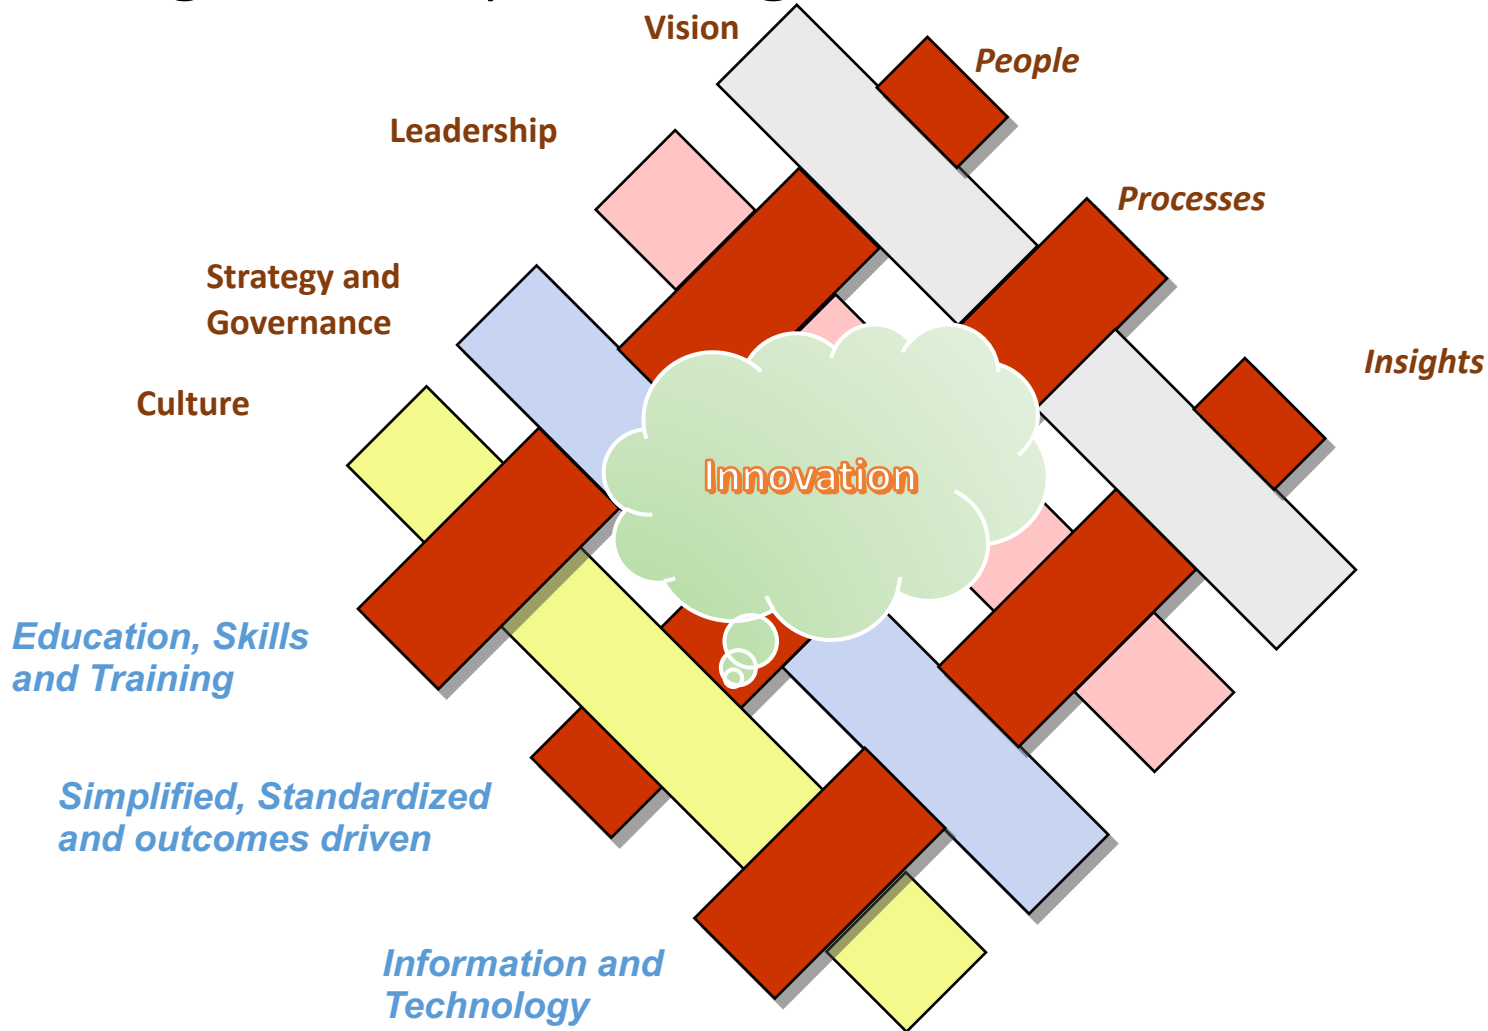 Vision
People
Leadership
Processes
Strategy and
Governance
Insights
Culture
Innovation
Education, Skills
and Training
Simplified, Standardized
and outcomes driven
Information and
Technology